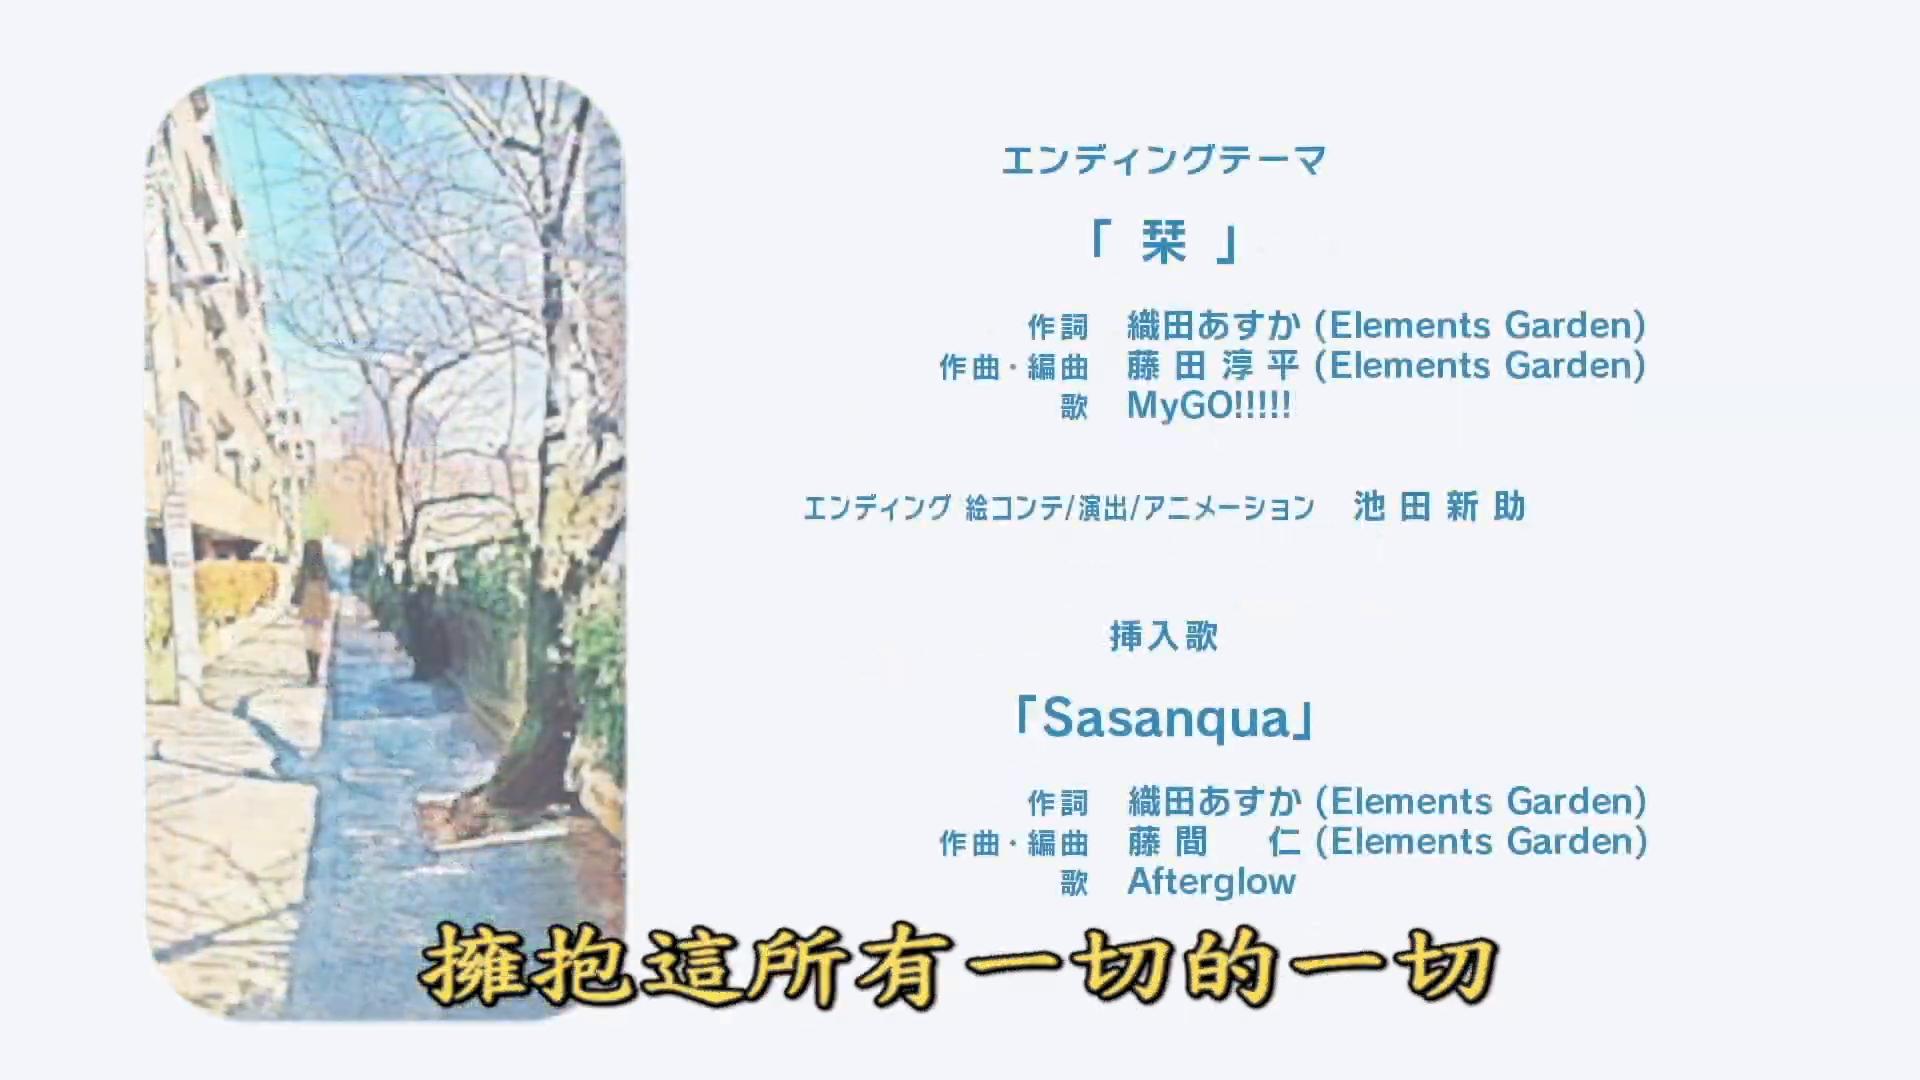 エンディングテーマ
「 栞 」
作詞 織田あすか (Elements Garden)
作曲・編曲 藤田淳平 (Elements Garden)
歌 MyGO!!!!!
エンディング 絵コンテ/演出/アニメーション 池田新助
挿入歌
「Sasanqua」
作詞 織田あすか (Elements Garden)
作曲・編曲 藤間 仁 (Elements Garden)
歌 Afterglow
擁抱這所有一切的一切